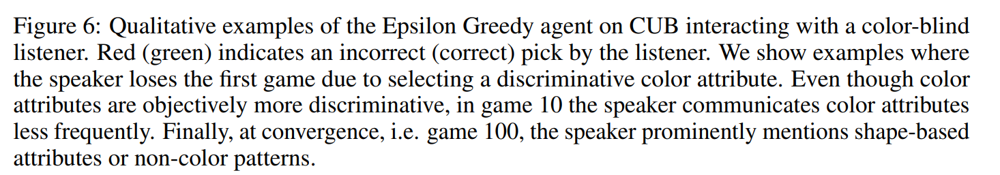 Figure 6: Qualitative examples of the Epsilon Greedy agent on CUB interacting with a color-blind
listener. Red (green) indicates an incorrect (correct) pick by the listener. We show examples where
the speaker loses the first game due to selecting a discriminative color attribute. Even though color
attributes are objectively more discriminative, in game 10 the speaker communicates color attributes
less frequently. Finally, at convergence, i.e. game 100, the speaker prominently mentions shape-based
attributes or non-color patterns.